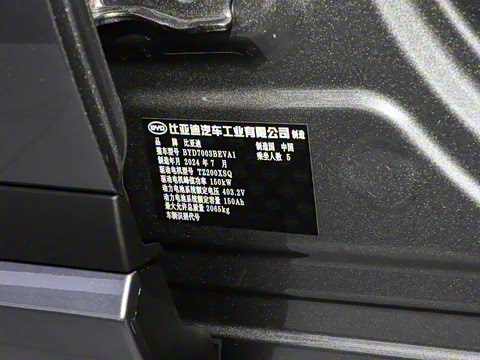 BYD 比亚迪汽车工业有限公司 制造
品 牌 比亚迪 制造国 中国
整车型号 BYD7003BEVA1 乘坐人数 5
制造年月 2024 年 7 月
驱动电机型号 TZ200XSQ
驱动电机峰值功率 150kW
动力电池系统额定电压 403.2V
动力电池系统额定容量 150Ah
最大允许总质量 2065kg
车辆识别代号